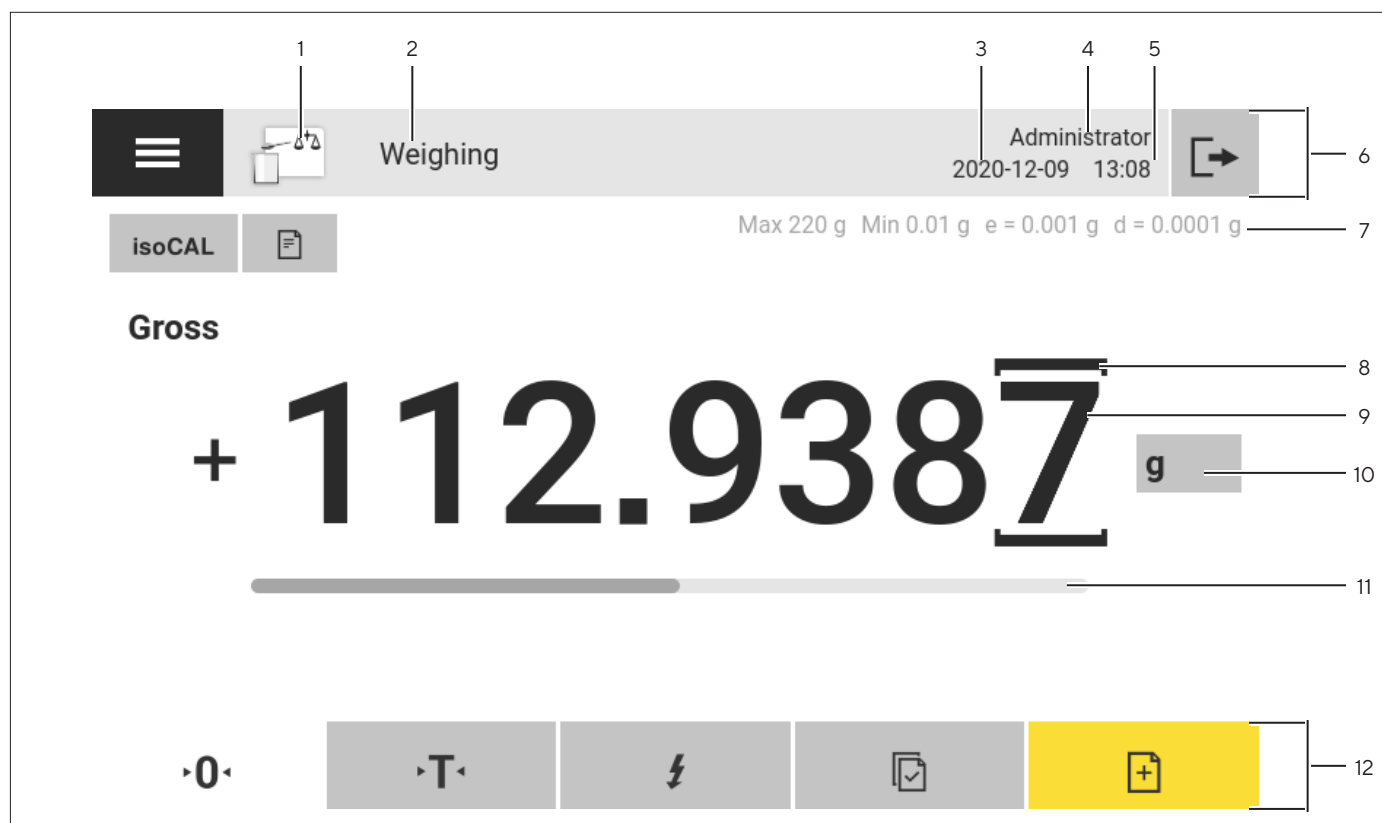 1 2 3 4 5
Weighing
Administrator
2020-12-09 13:08
6
Max 220 g Min 0.01 g e = 0.001 g d = 0.0001 g
7
isoCAL
Gross
8
+ 112.9387
9
g
10
11
0 T
12